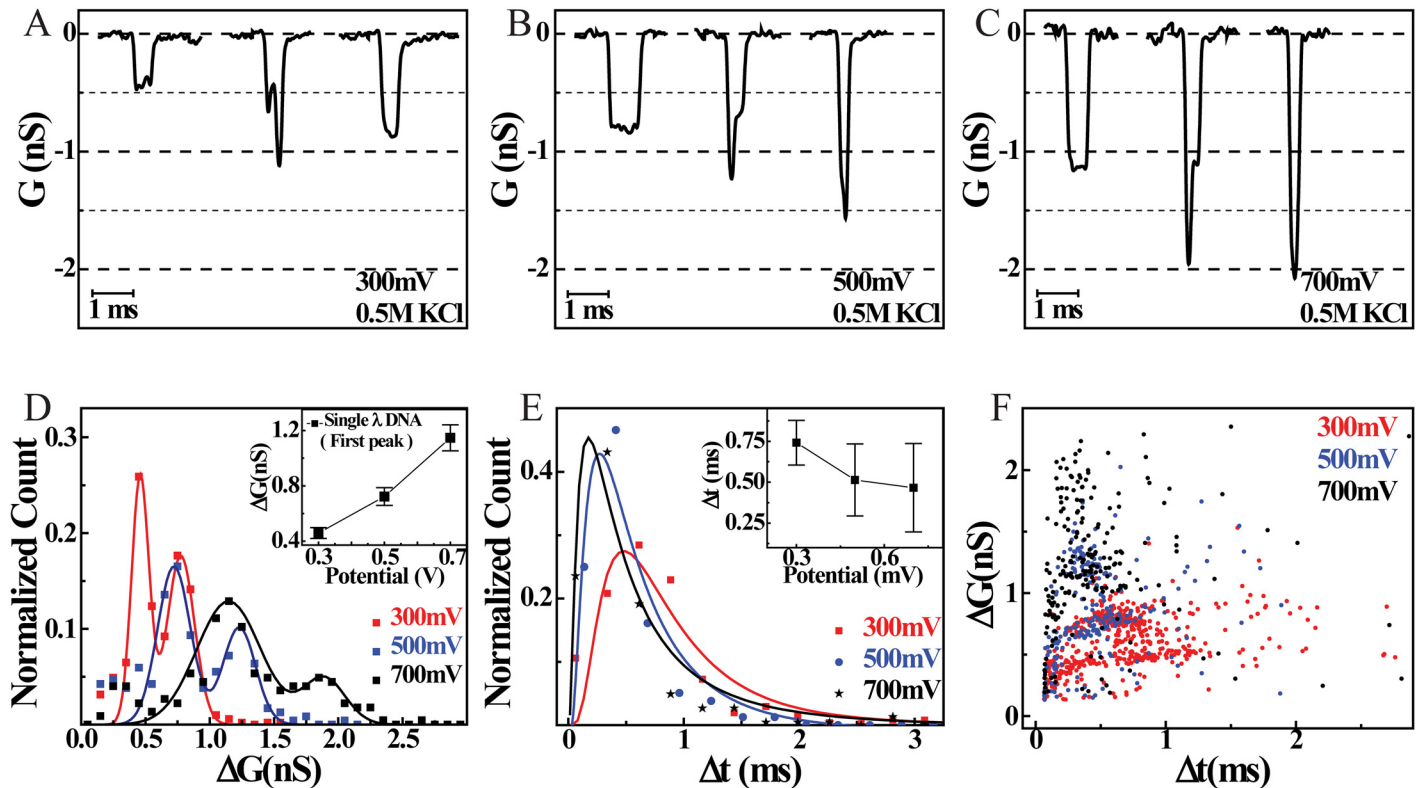 A
0
-1
-2
G (nS)
300mV
0.5M KCl
1 ms
B
0
-1
-2
G (nS)
500mV
0.5M KCl
1 ms
C
0
-1
-2
G (nS)
700mV
0.5M KCl
1 ms
D
0.3
0.2
0.1
Normalized Count
0.0 0.5 1.0 1.5 2.0 2.5
ΔG(nS)
Single λ DNA
( First peak )
1.2
0.8
0.4
ΔG(nS)
0.3 0.5 0.7
Potential (V)
300mV
500mV
700mV
E
0.4
0.2
Normalized Count
0 1 2 3
Δt (ms)
0.75
0.50
0.25
Δt (ms)
0.3 0.6
Potential (mV)
300mV
500mV
700mV
F
2
1
0
ΔG(nS)
0 1 2
Δt(ms)
300mV
500mV
700mV